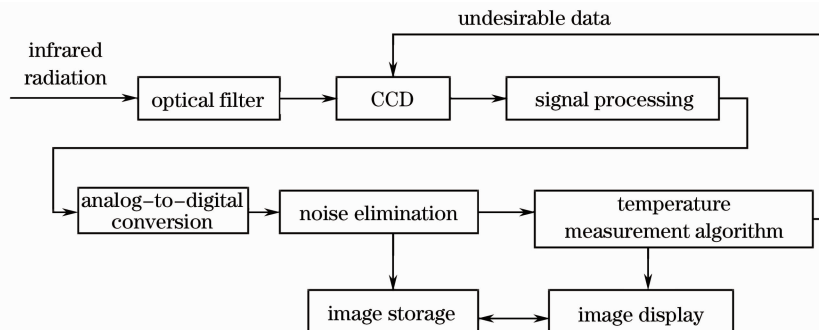 undesirable data
infrared
radiation
optical filter
CCD
signal processing
analog-to-digital
conversion
noise elimination
temperature
measurement algorithm
image storage
image display